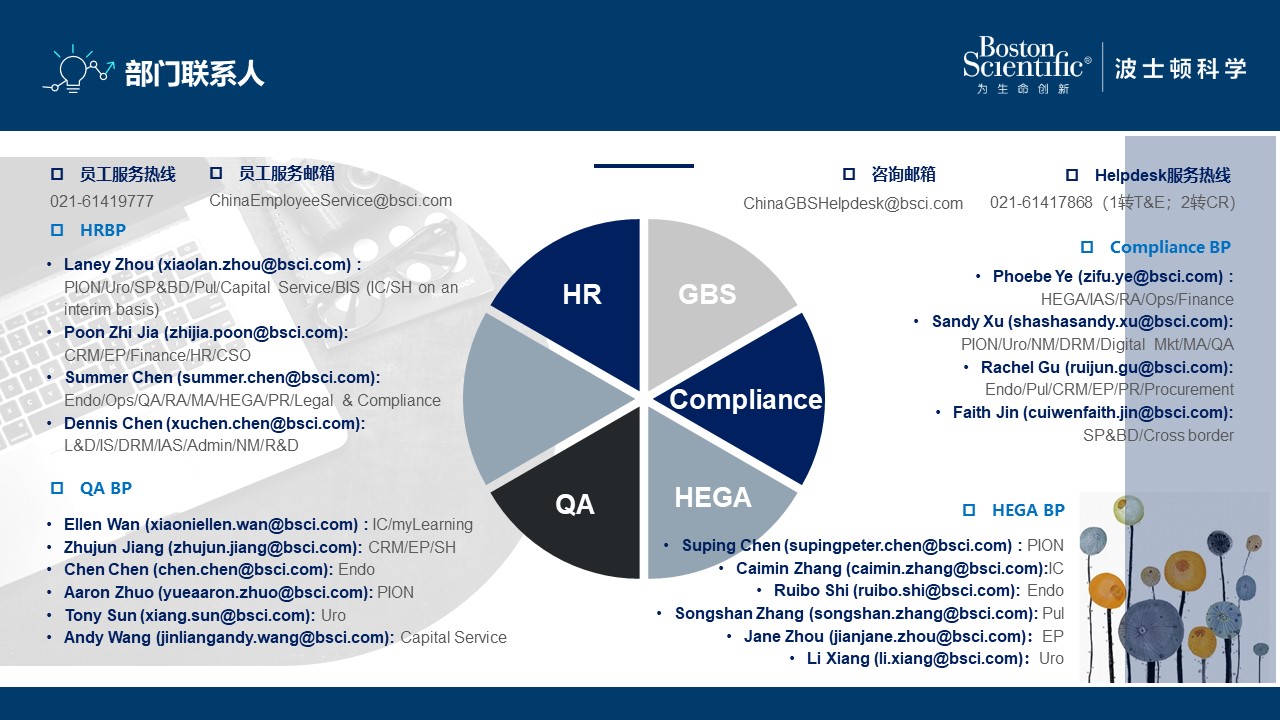 部门联系人
Boston
Scientific®
为生命创新
波士顿科学
员工服务热线
021-61419777
员工服务邮箱
ChinaEmployeeService@bsci.com
HRBP
Laney Zhou (xiaolan.zhou@bsci.com) :
PION/Uro/SP&BD/Pul/Capital Service/BIS (IC/SH on an
interim basis)
Poon Zhi Jia (zhijia.poon@bsci.com):
CRM/EP/Finance/HR/CSO
Summer Chen (summer.chen@bsci.com):
Endo/Ops/QA/RA/MA/HEGA/PR/Legal & Compliance
Dennis Chen (xuchen.chen@bsci.com):
L&D/IS/DRM/IAS/Admin/NM/R&D
QA BP
Ellen Wan (xiaoniellen.wan@bsci.com) : IC/myLearning
Zhujun Jiang (zhujun.jiang@bsci.com): CRM/EP/SH
Chen Chen (chen.chen@bsci.com): Endo
Aaron Zhuo (yueaaron.zhuo@bsci.com): PION
Tony Sun (xiang.sun@bsci.com): Uro
Andy Wang (jinliangandy.wang@bsci.com): Capital Service
HR
GBS
Compliance
HEGA
QA
咨询邮箱
ChinaGBSHelpdesk@bsci.com
Helpdesk服务热线
021-61417868 (1转T&E; 2转CR)
Compliance BP
Phoebe Ye (zifu.ye@bsci.com) :
HEGA/IAS/RA/Ops/Finance
Sandy Xu (shashasandy.xu@bsci.com):
PION/Uro/NM/DRM/Digital Mkt/MA/QA
Rachel Gu (ruijun.gu@bsci.com):
Endo/Pul/CRM/EP/PR/Procurement
Faith Jin (cuiwenfaith.jin@bsci.com):
SP&BD/Cross border
HEGA BP
Suping Chen (supingpeter.chen@bsci.com) : PION
Caimin Zhang (caimin.zhang@bsci.com):IC
Ruibo Shi (ruibo.shi@bsci.com): Endo
Songshan Zhang (songshan.zhang@bsci.com): Pul
Jane Zhou (jianjane.zhou@bsci.com): EP
Li Xiang (li.xiang@bsci.com): Uro